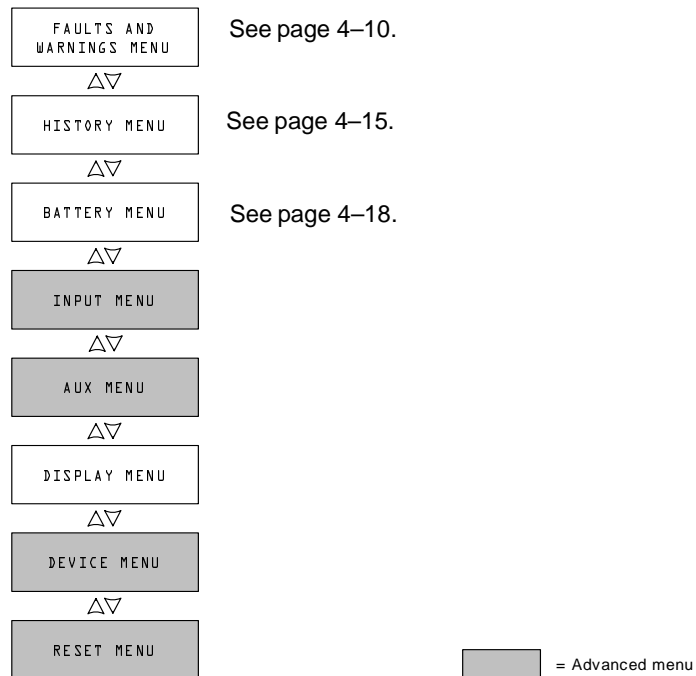 FAULTS AND
WARNINGS MENU
See page 4–10.
HISTORY MENU
See page 4–15.
BATTERY MENU
See page 4–18.
INPUT MENU
AUX MENU
DISPLAY MENU
DEVICE MENU
RESET MENU
= Advanced menu